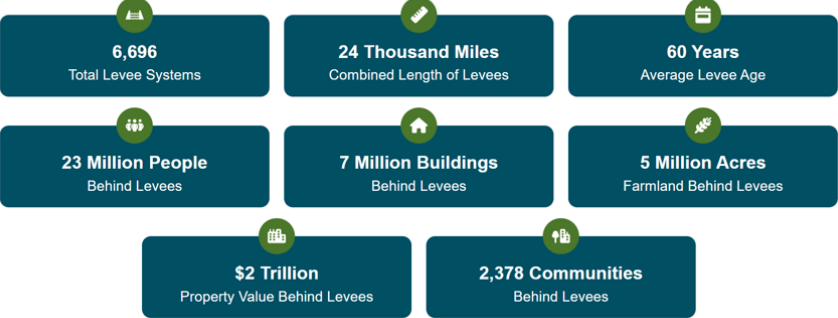 6,696
Total Levee Systems
24 Thousand Miles
Combined Length of Levees
60 Years
Average Levee Age
23 Million People
Behind Levees
7 Million Buildings
Behind Levees
5 Million Acres
Farmland Behind Levees
$2 Trillion
Property Value Behind Levees
2,378 Communities
Behind Levees